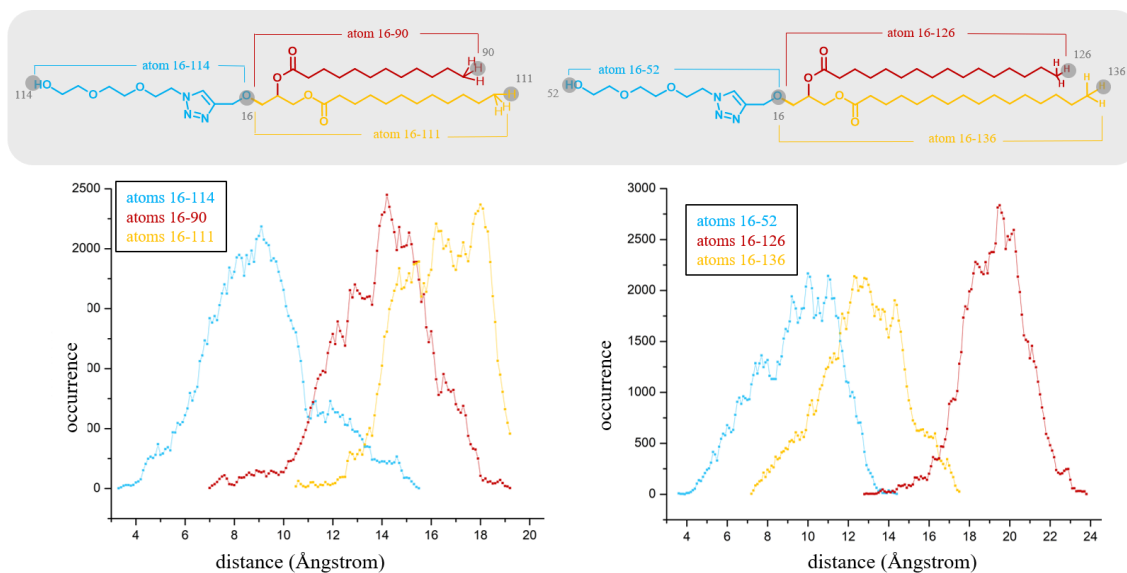 atom 16-90
atom 16-126
90
126
136
atom 16-114
atom 16-52
111
H
H
H
H
H
H
H
H
H
O
O
HO
O
O
N
O
O
O
H
H
HO
O
O
N
O
O
O
H
H
114
N
N
16
O
52
N
N
16
O
atom 16-111
atom 16-136
2500
2000
00
00
00
0
atoms 16-114
atoms 16-90
atoms 16-111
occurrence
4 6 8 10 12 14 16 18 20
distance (Ångstrom)
3000
2500
2000
1500
1000
500
0
atoms 16-52
atoms 16-126
atoms 16-136
occurrence
4 6 8 10 12 14 16 18 20 22 24
distance (Ångstrom)